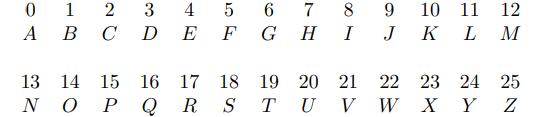 0 1 2 3 4 5 6 7 8 9 10 11 12
A B C D E F G H I J K L M
13 14 15 16 17 18 19 20 21 22 23 24 25
N O P Q R S T U V W X Y Z